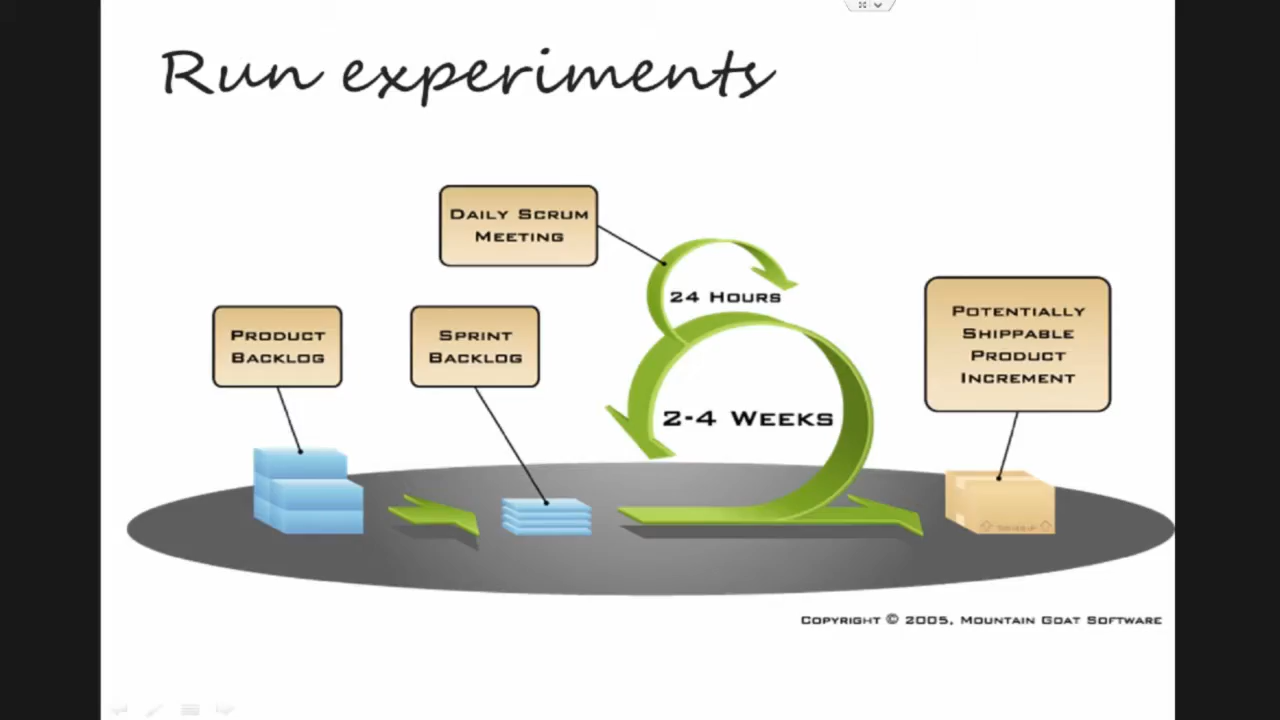 Run experiments
DAILY SCRUM
MEETING
24 HOURS
PRODUCT
BACKLOG
SPRINT
BACKLOG
2-4 WEEKS
POTENTIALLY
SHIPPABLE
PRODUCT
INCREMENT
COPYRIGHT © 2005, MOUNTAIN GOAT SOFTWARE